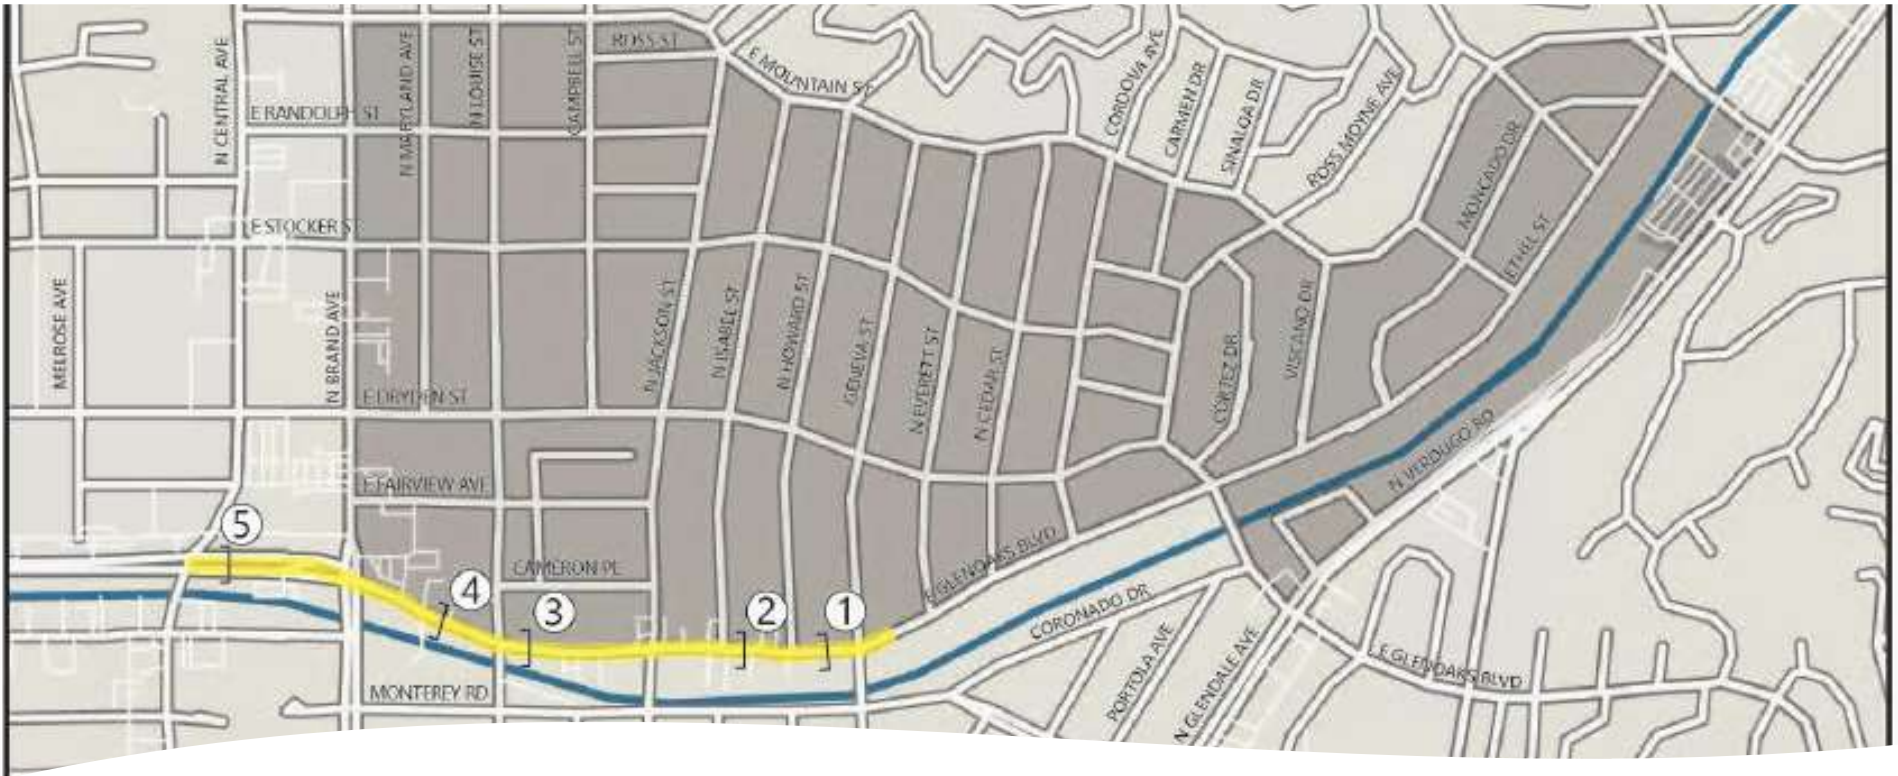 ROSS ST
E MOUNTAIN ST
N CENTRAL AVE
N MARYLAND AVE
N LOUISE ST
CAMPBELL ST
CORDOVA AVE
CARMEN DR
SINALOA DR
ROSS MOYNE AVE
E RANDOLPH ST
MONCADO DR
E STOCKER ST
ETHEL ST
MELROSE AVE
N BRAND AVE
N JACKSON ST
N ISABEL ST
N HOWARD ST
GENEVA ST
N EVERETT ST
N CEDAR ST
CORTEZ DR
VISCANO DR
E DRYDEN ST
N VERDUGO RD
E FAIRVIEW AVE
5
CAMERON PL
E GLENOAKS BLVD
4
3
2
1
CORONADO DR
PORTOLA AVE
N GLENDALE AVE
E GLENOAKS BLVD
MONTEREY RD